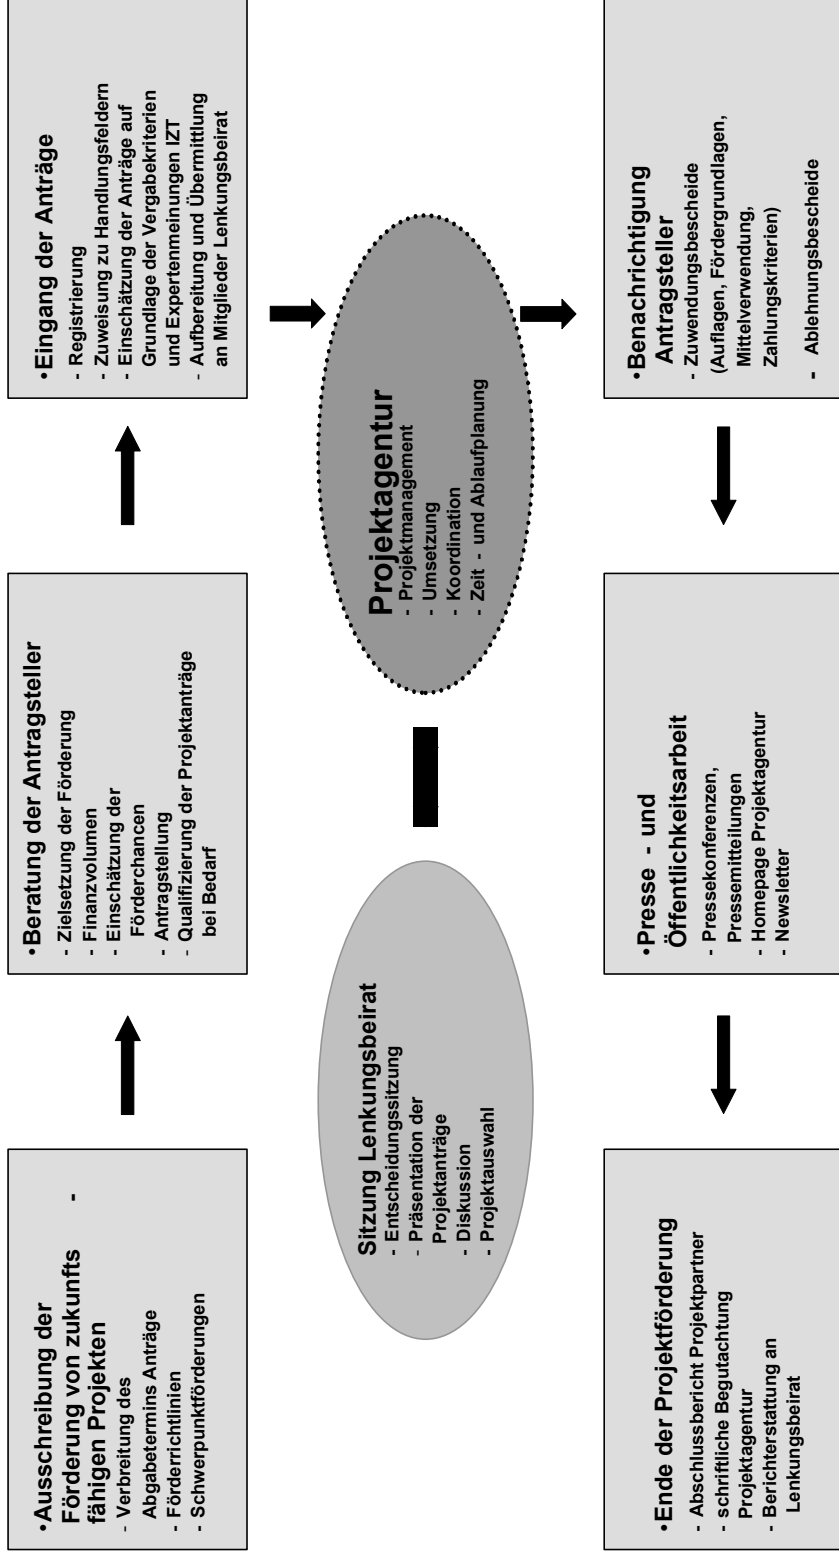 •Ausschreibung der
Förderung von zukunfts -
fähigen Projekten
- Verbreitung des
Abgabetermins Anträge
- Förderrichtlinien
- Schwerpunktförderungen
•Beratung der Antragsteller
- Zielsetzung der Förderung
- Finanzvolumen
- Einschätzung der
Förderchancen
- Antragstellung
- Qualifizierung der Projektanträge
bei Bedarf
•Eingang der Anträge
- Registrierung
- Zuweisung zu Handlungsfeldern
- Einschätzung der Anträge auf
Grundlage der Vergabekriterien
und Expertenmeinungen IZT
- Aufbereitung und Übermittlung
an Mitglieder Lenkungsbeirat
Sitzung Lenkungsbeirat
- Entscheidungssitzung
- Präsentation der
Projektanträge
- Diskussion
- Projektauswahl
Projektagentur
- Projektmanagement
- Umsetzung
- Koordination
- Zeit - und Ablaufplanung
•Ende der Projektförderung
- Abschlussbericht Projektpartner
- schriftliche Begutachtung
Projektagentur
- Berichterstattung an
Lenkungsbeirat
•Presse - und
Öffentlichkeitsarbeit
- Pressekonferenzen,
Pressemitteilungen
- Homepage Projektagentur
- Newsletter
•Benachrichtigung
Antragsteller
- Zuwendungsbescheide
(Auflagen, Fördergrundlagen,
Mittelverwendung,
Zahlungskriterien)
- Ablehnungsbescheide